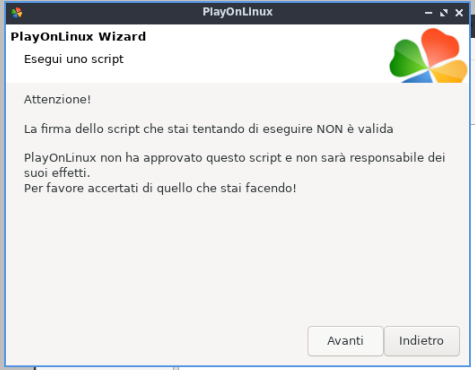 PlayOnLinux
PlayOnLinux Wizard
Esegui uno script
Attenzione!
La firma dello script che stai tentando di eseguire NON è valida
PlayOnLinux non ha approvato questo script e non sarà responsabile dei
suoi effetti.
Per favore accertati di quello che stai facendo!
Avanti
Indietro